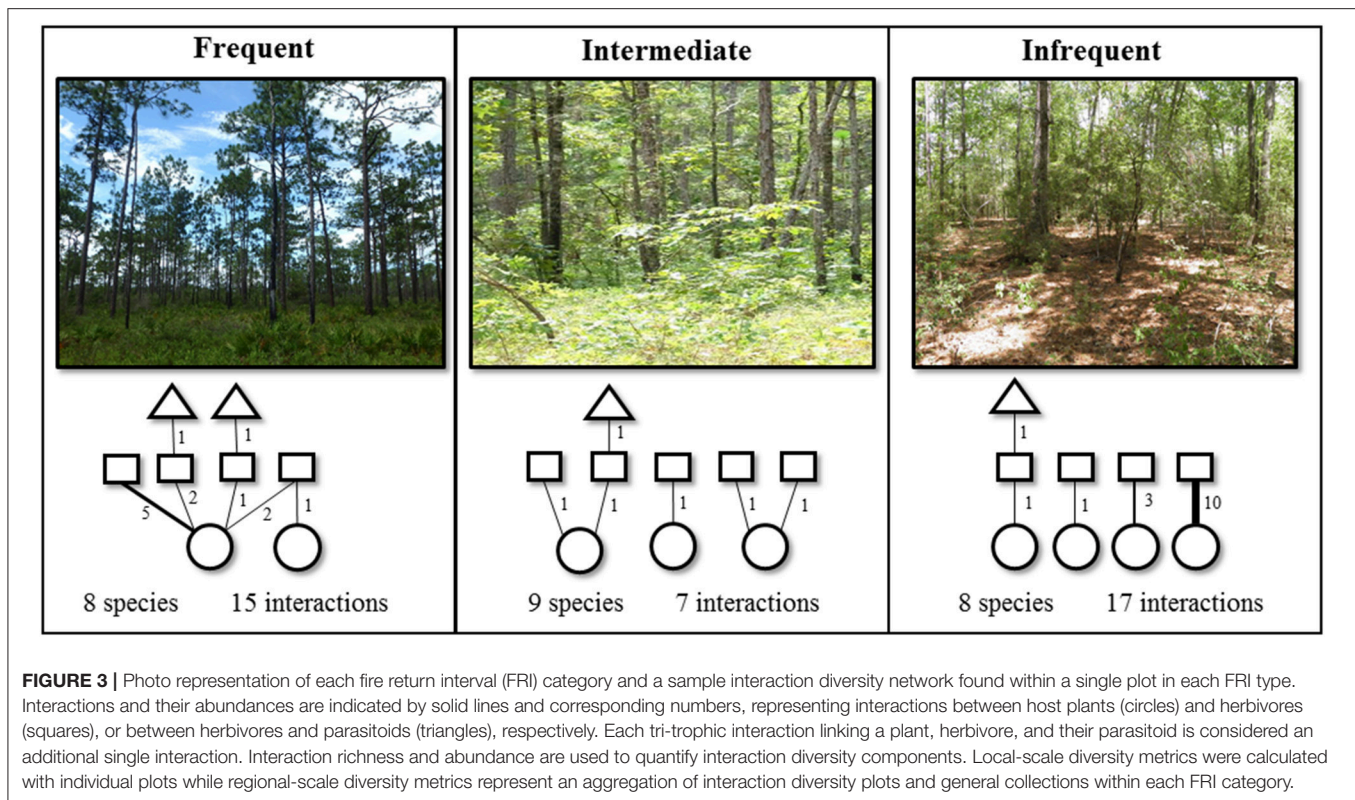 Frequent
Intermediate
Infrequent
1
1
5
2
1
2
1
8 species 15 interactions
1
1
1
1
1
1
9 species 7 interactions
1
1
1
3
10
8 species 17 interactions
FIGURE 3 | Photo representation of each fire return interval (FRI) category and a sample interaction diversity network found within a single plot in each FRI type.
Interactions and their abundances are indicated by solid lines and corresponding numbers, representing interactions between host plants (circles) and herbivores
(squares), or between herbivores and parasitoids (triangles), respectively. Each tri-trophic interaction linking a plant, herbivore, and their parasitoid is considered an
additional single interaction. Interaction richness and abundance are used to quantify interaction diversity components. Local-scale diversity metrics were calculated
with individual plots while regional-scale diversity metrics represent an aggregation of interaction diversity plots and general collections within each FRI category.